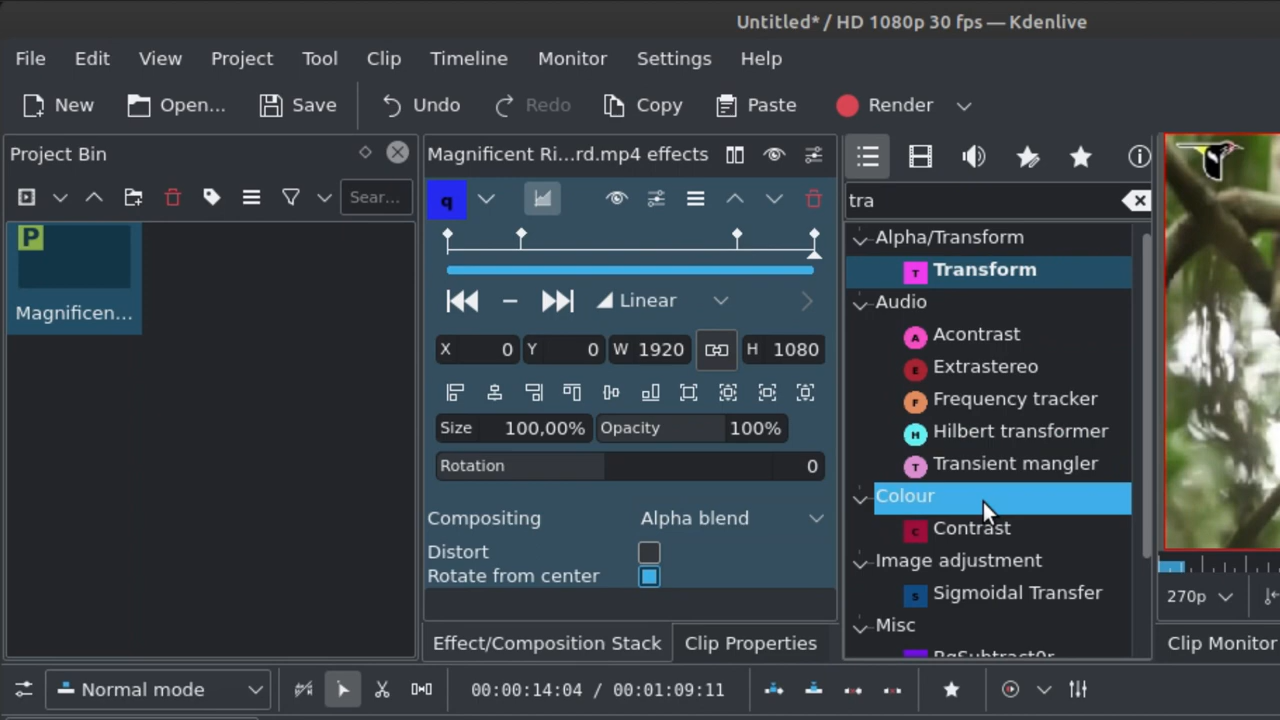 Untitled* / HD 1080p 30 fps — Kdenlive
File Edit View Project Tool Clip Timeline Monitor Settings Help
New Open... Save Undo Redo Copy Paste Render
Project Bin
Magnificent Ri...rd.mp4 effects
Sear...
q
tra
P
Magnificen...
Linear
X 0 Y 0 W 1920 H 1080
Size 100,00% Opacity 100%
Rotation 0
Compositing Alpha blend
Distort
Rotate from center
Effect/Composition Stack Clip Properties
Alpha/Transform
T Transform
Audio
A Acontrast
E Extrastereo
F Frequency tracker
H Hilbert transformer
T Transient mangler
Colour
C Contrast
Image adjustment
S Sigmoidal Transfer
Misc
BgSubtract0r
270p
Clip Monitor
Normal mode
00:00:14:04 / 00:01:09:11